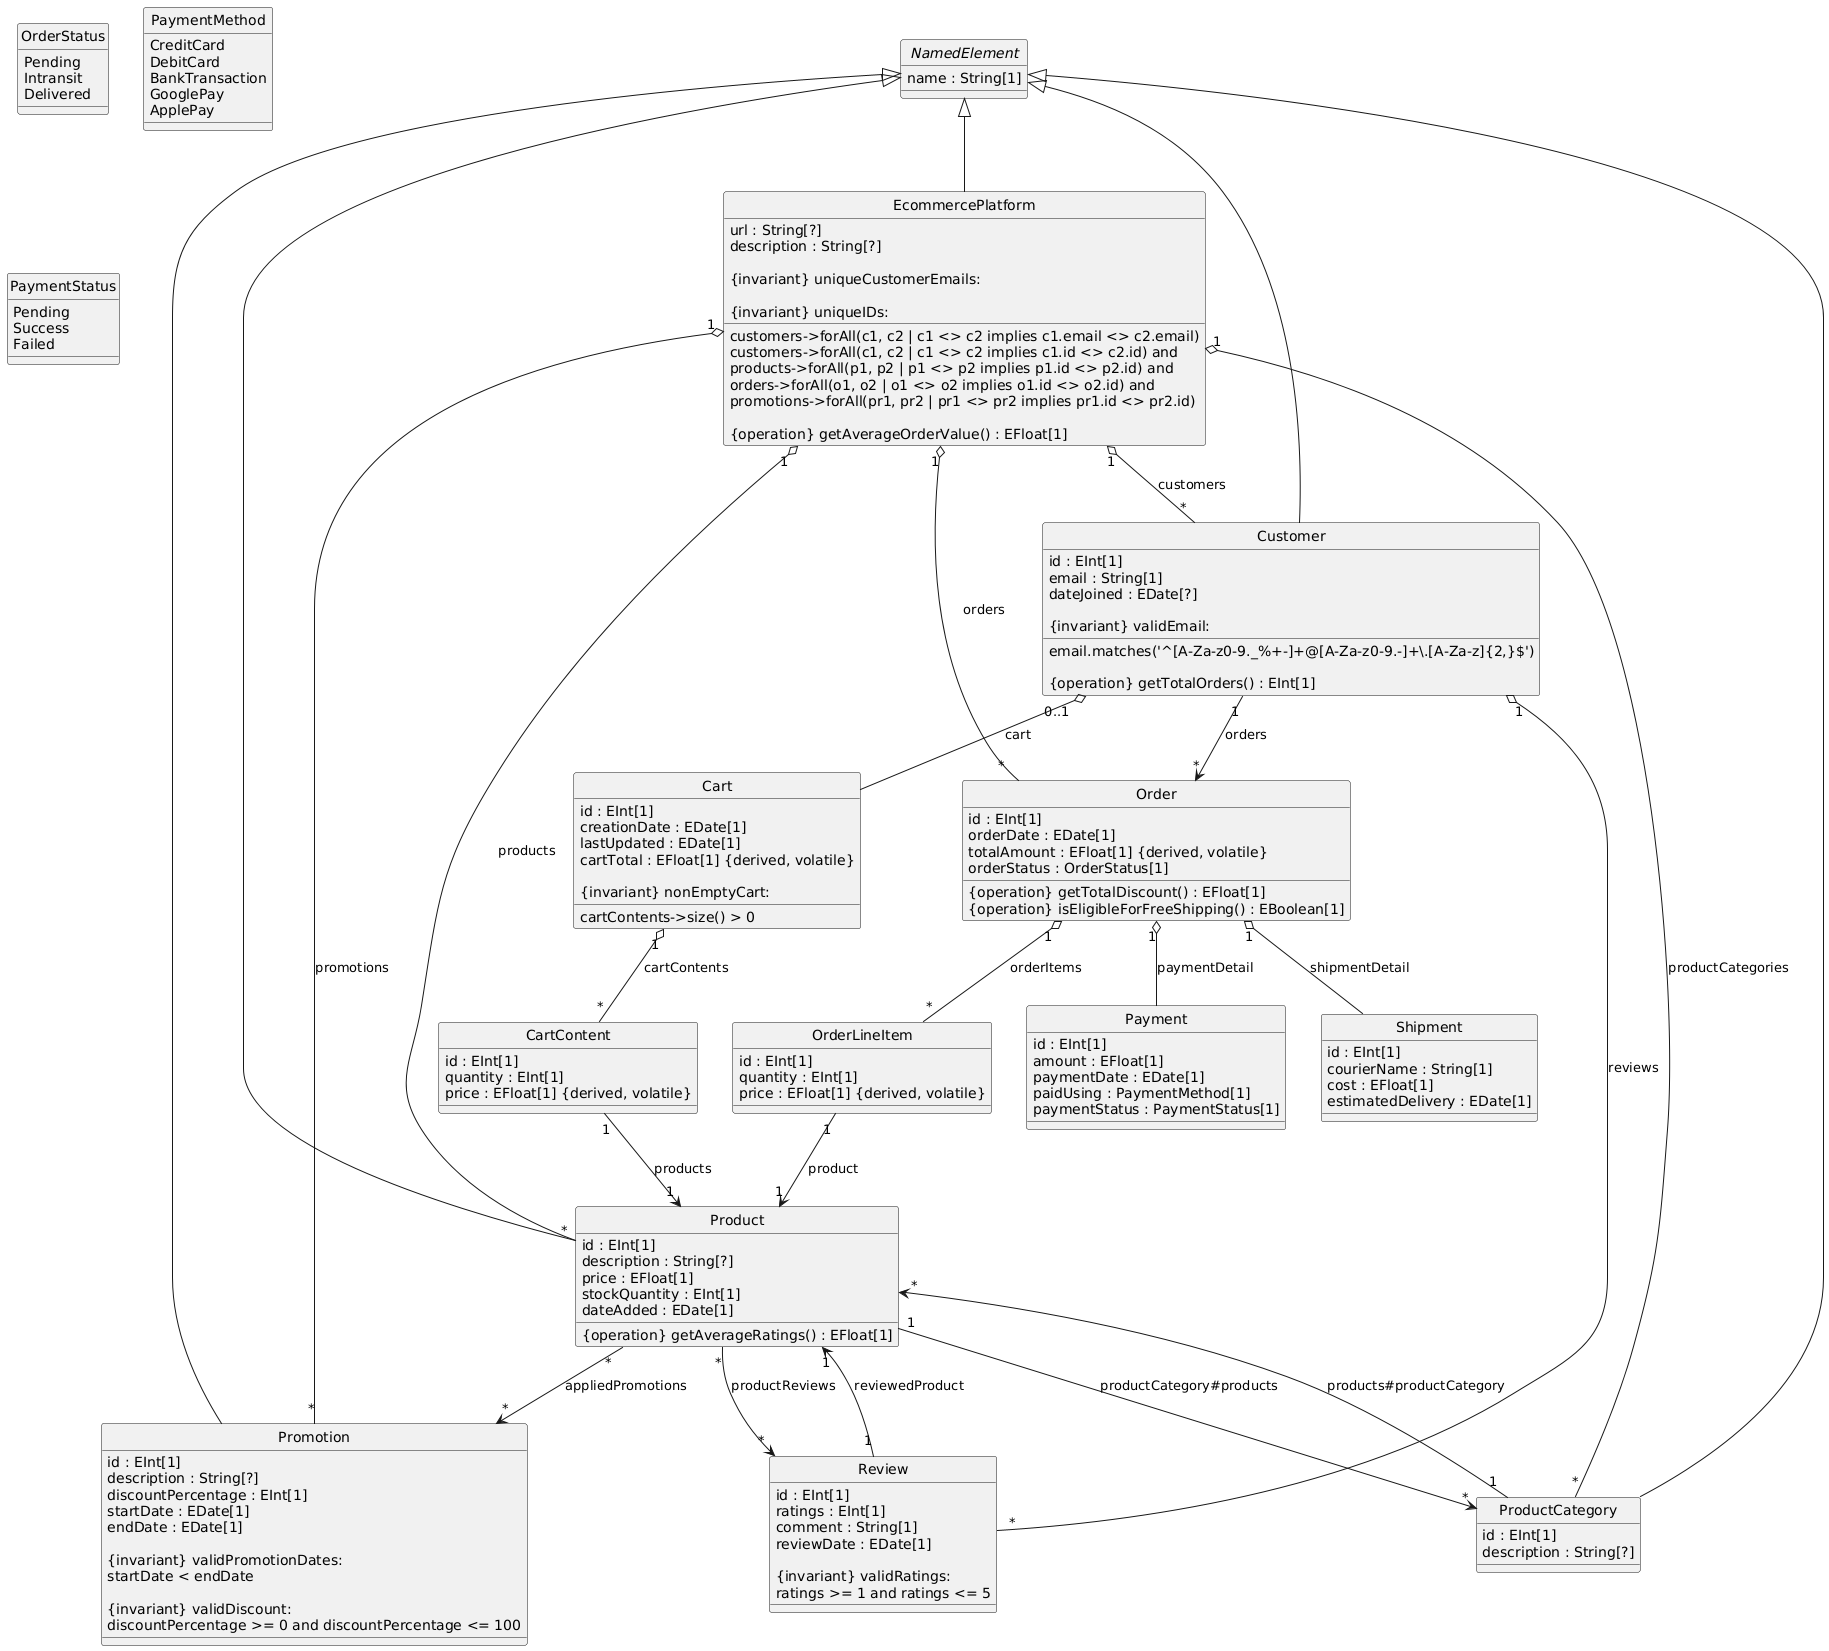 OrderStatus
Pending
Intransit
Delivered
PaymentMethod
CreditCard
DebitCard
BankTransaction
GooglePay
ApplePay
NamedElement
name : String[1]
PaymentStatus
Pending
Success
Failed
EcommercePlatform
url : String[?]
description : String[?]
{invariant} uniqueCustomerEmails:
{invariant} uniqueIDs:
customers->forAll(c1, c2 | c1 <> c2 implies c1.email <> c2.email)
customers->forAll(c1, c2 | c1 <> c2 implies c1.id <> c2.id) and
products->forAll(p1, p2 | p1 <> p2 implies p1.id <> p2.id) and
orders->forAll(o1, o2 | o1 <> o2 implies o1.id <> o2.id) and
promotions->forAll(pr1, pr2 | pr1 <> pr2 implies pr1.id <> pr2.id)
{operation} getAverageOrderValue() : EFloat[1]
1
1
1
1
1
customers
*
orders
*
products
*
promotions
*
productCategories
*
Customer
id : EInt[1]
email : String[1]
dateJoined : EDate[?]
{invariant} validEmail:
email.matches('^[A-Za-z0-9._%+-]+@[A-Za-z0-9.-]+\.[A-Za-z]{2,}$')
{operation} getTotalOrders() : EInt[1]
0..1
cart
1
orders
*
1
reviews
*
Cart
id : EInt[1]
creationDate : EDate[1]
lastUpdated : EDate[1]
cartTotal : EFloat[1] {derived, volatile}
{invariant} nonEmptyCart:
cartContents->size() > 0
1
cartContents
*
Order
id : EInt[1]
orderDate : EDate[1]
totalAmount : EFloat[1] {derived, volatile}
orderStatus : OrderStatus[1]
{operation} getTotalDiscount() : EFloat[1]
{operation} isEligibleForFreeShipping() : EBoolean[1]
1
orderItems
*
1
paymentDetail
1
shipmentDetail
CartContent
id : EInt[1]
quantity : EInt[1]
price : EFloat[1] {derived, volatile}
1
products
1
OrderLineItem
id : EInt[1]
quantity : EInt[1]
price : EFloat[1] {derived, volatile}
1
product
1
Payment
id : EInt[1]
amount : EFloat[1]
paymentDate : EDate[1]
paidUsing : PaymentMethod[1]
paymentStatus : PaymentStatus[1]
Shipment
id : EInt[1]
courierName : String[1]
cost : EFloat[1]
estimatedDelivery : EDate[1]
Product
id : EInt[1]
description : String[?]
price : EFloat[1]
stockQuantity : EInt[1]
dateAdded : EDate[1]
{operation} getAverageRatings() : EFloat[1]
*
appliedPromotions
*
*
productReviews
*
1
reviewedProduct
1
1
productCategory#products
*
*
products#productCategory
1
Promotion
id : EInt[1]
description : String[?]
discountPercentage : EInt[1]
startDate : EDate[1]
endDate : EDate[1]
{invariant} validPromotionDates:
startDate < endDate
{invariant} validDiscount:
discountPercentage >= 0 and discountPercentage <= 100
Review
id : EInt[1]
ratings : EInt[1]
comment : String[1]
reviewDate : EDate[1]
{invariant} validRatings:
ratings >= 1 and ratings <= 5
ProductCategory
id : EInt[1]
description : String[?]